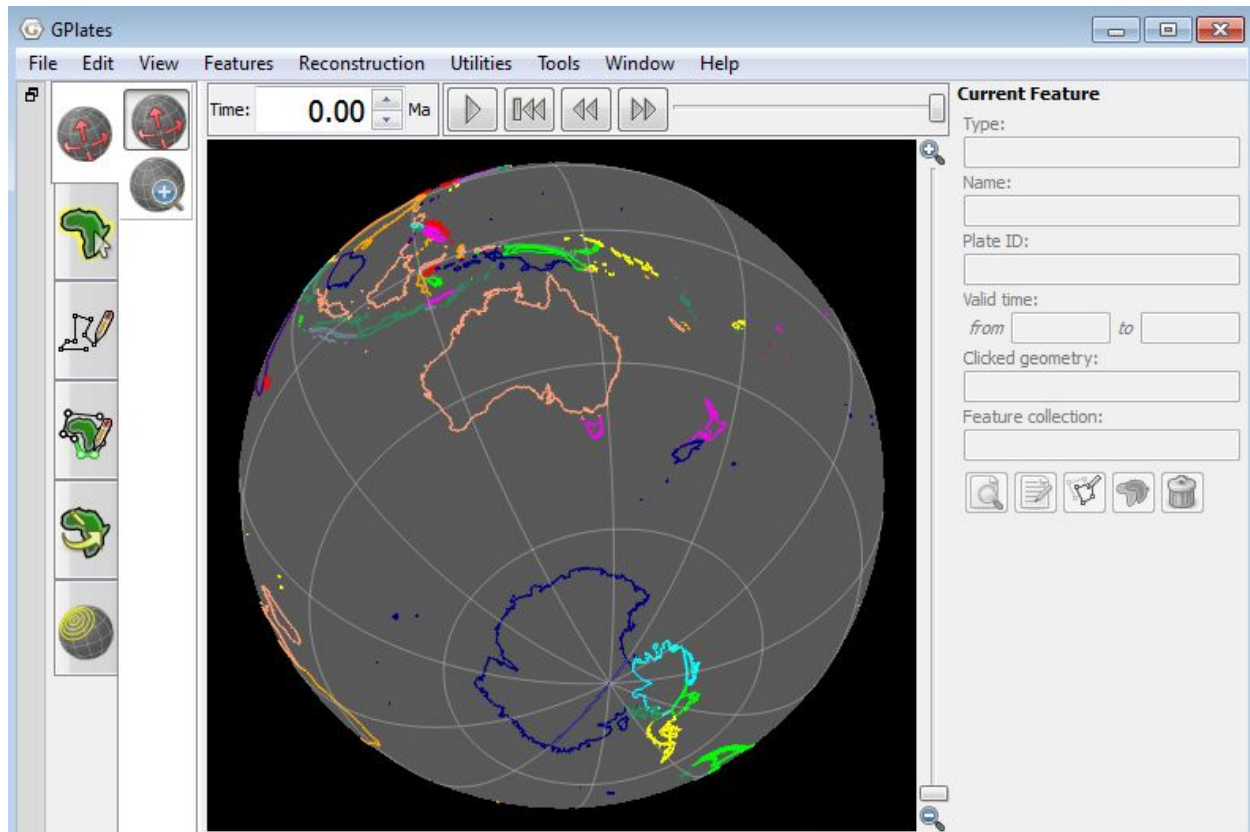 GPlates
File Edit View Features Reconstruction Utilities Tools Window Help
Time: 0.00 Ma
Current Feature
Type:
Name:
Plate ID:
Valid time:
from to
Clicked geometry:
Feature collection: